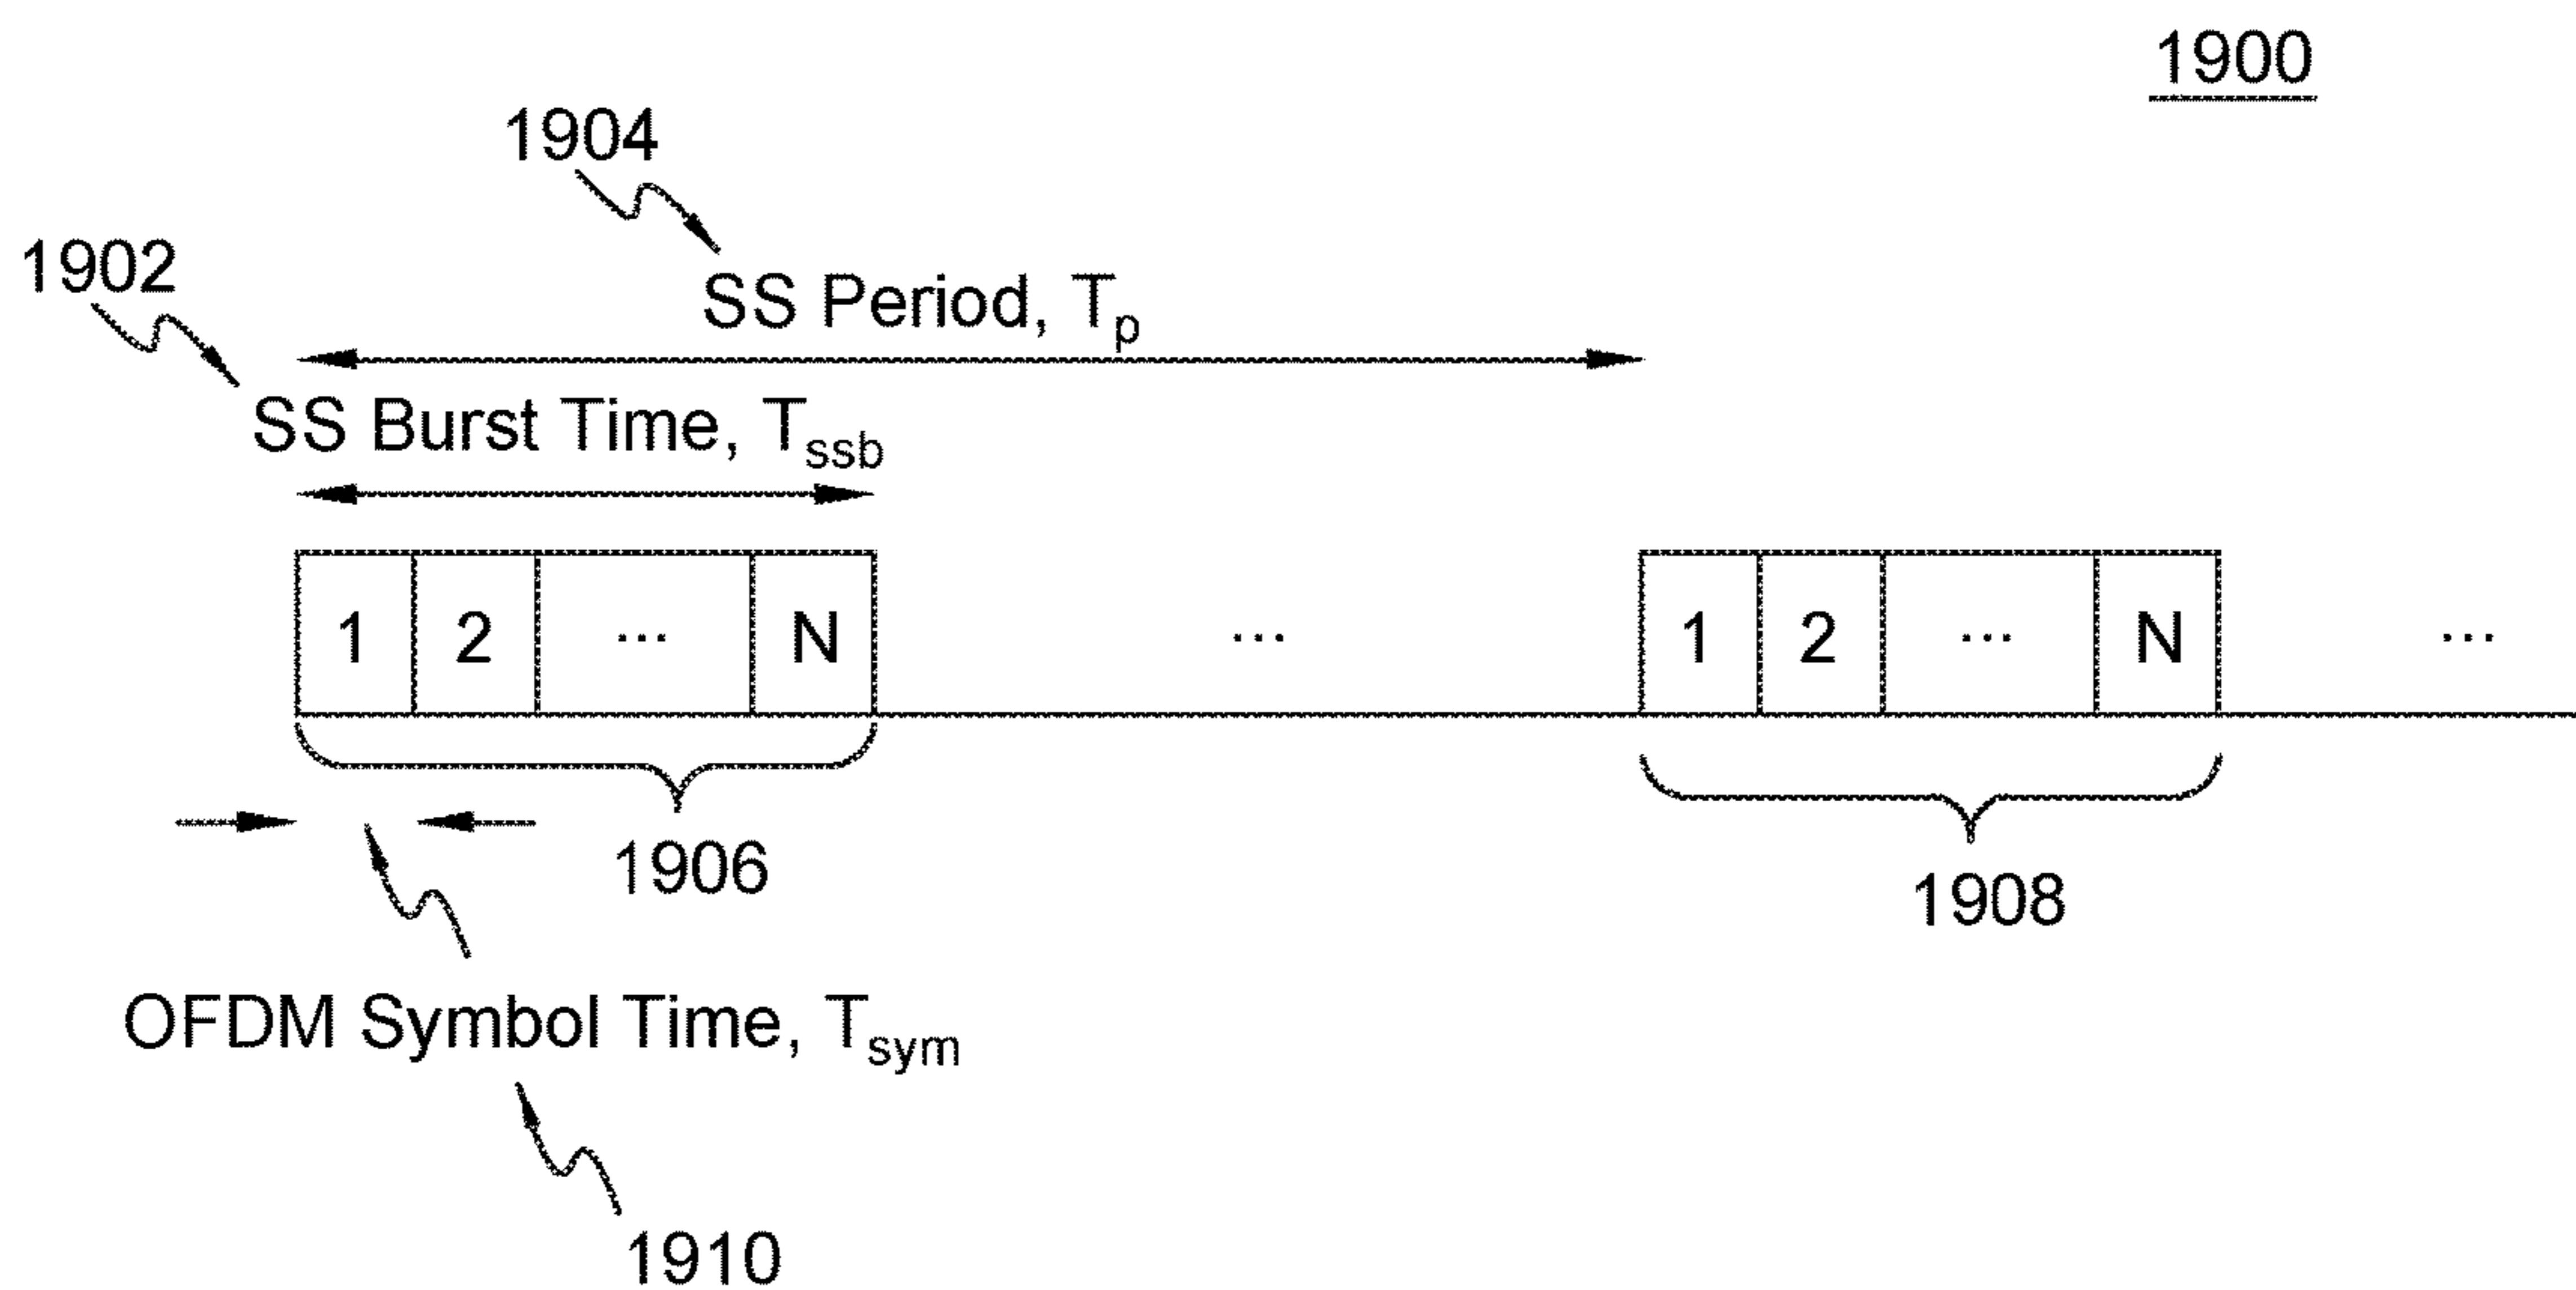 1900
1904
1902
SS Period, Tp
SS Burst Time, Tssb
1 2 ... N ... 1 2 ... N ...
1906
1908
OFDM Symbol Time, Tsym
1910